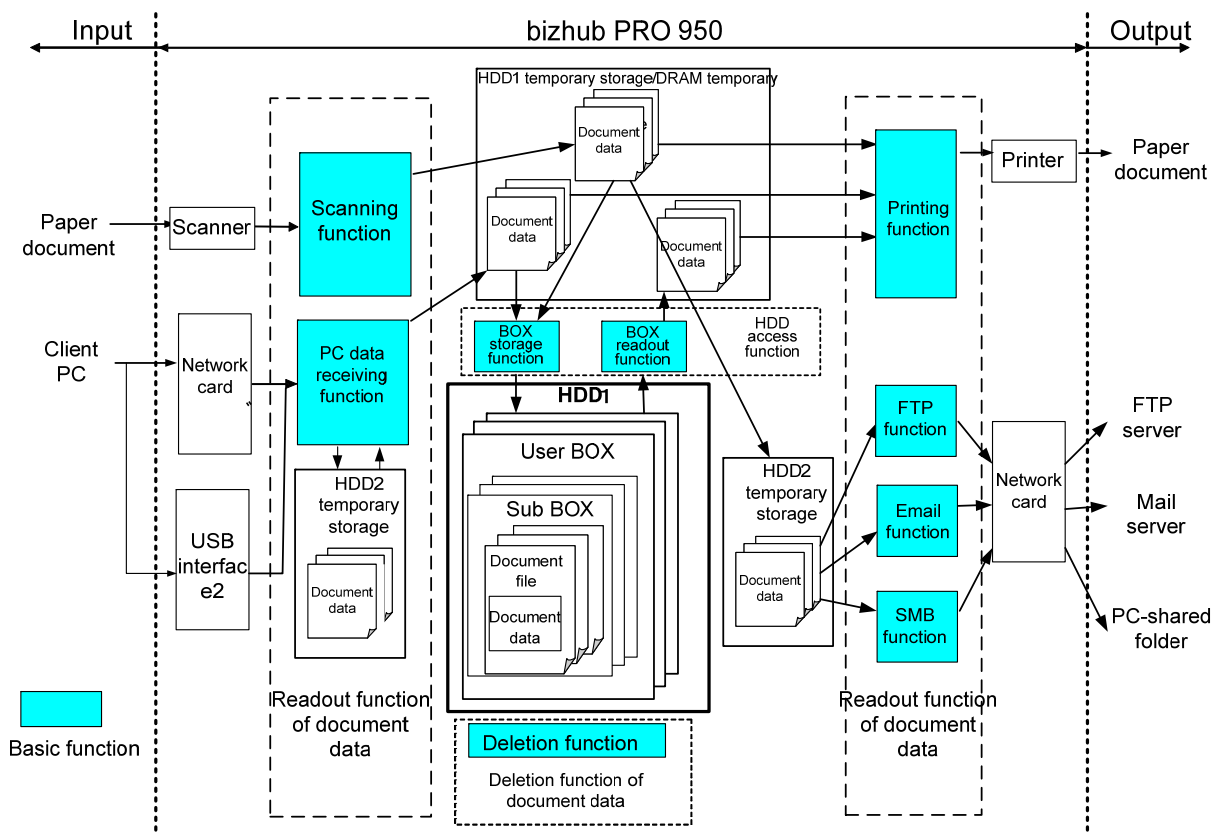 Input
bizhub PRO 950
Output
HDD1 temporary storage/DRAM temporary
Document
data
Document
data
Document
data
Scanning
function
Paper
document
Scanner
Printing
function
Printer
Paper
document
Client
PC
Network
card
PC data
receiving
function
BOX
storage
function
BOX
readout
function
HDD
access
function
HDD1
User BOX
Sub BOX
Document
file
Document
data
HDD2
temporary
storage
Document
data
USB
interfac
e2
HDD2
temporary
storage
Document
data
FTP
function
Email
function
SMB
function
Network
card
FTP
server
Mail
server
PC-shared
folder
Basic function
Readout function
of document
data
Deletion function
Deletion function of
document data
Readout function
of document
data